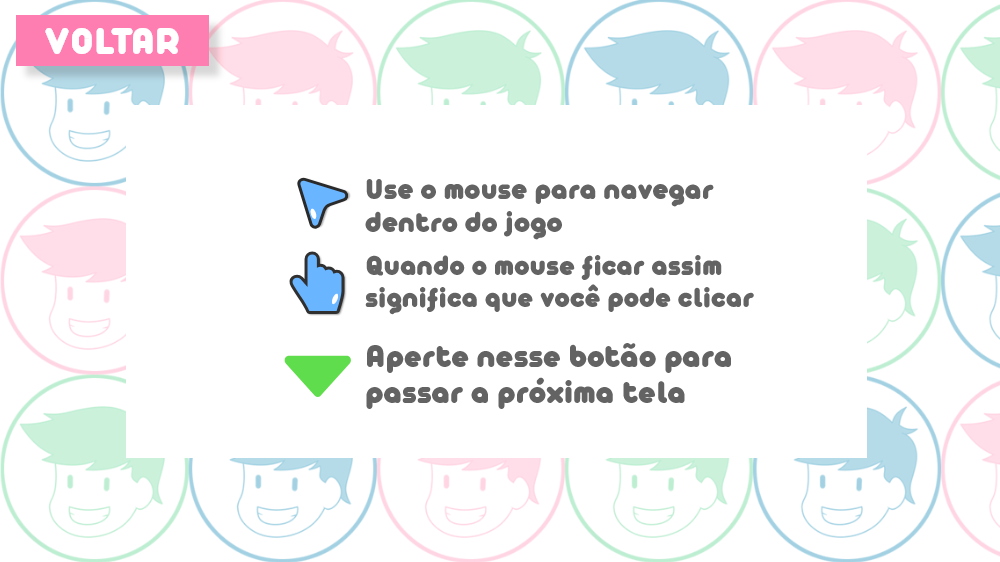 VOLTAR
Use o mouse para navegar
dentro do jogo
Quando o mouse ficar assim
significa que você pode clicar
Aperte nesse botão para
passar a próxima tela